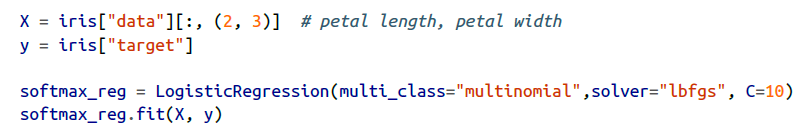 X = iris["data"][:, (2, 3)]  # petal length, petal width
y = iris["target"]
softmax_reg = LogisticRegression(multi_class="multinomial",solver="lbfgs", C=10)
softmax_reg.fit(X, y)